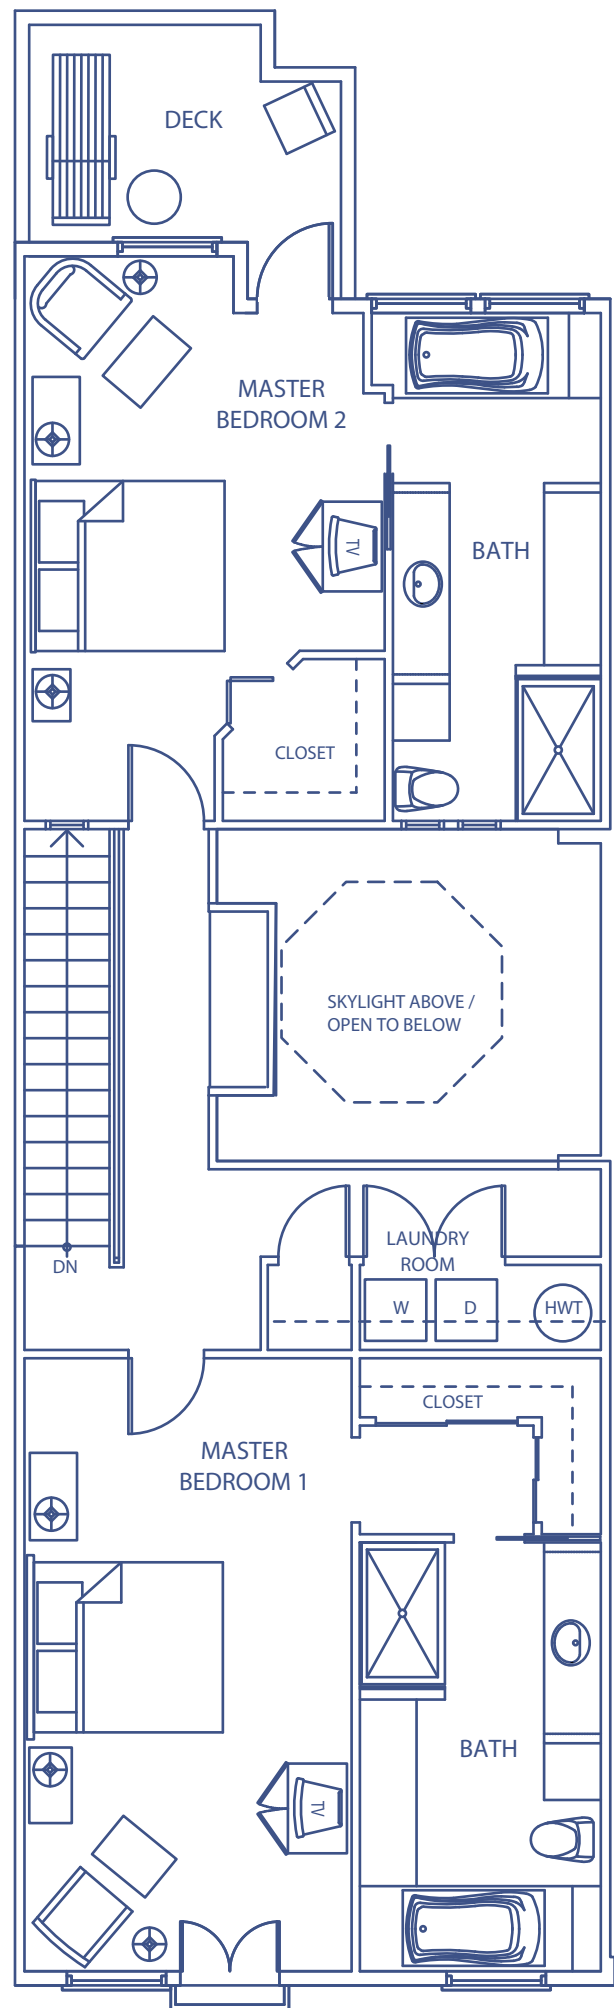 DECK
MASTER
BEDROOM 2
TV
BATH
CLOSET
SKYLIGHT ABOVE /
OPEN TO BELOW
DN
LAUNDRY
ROOM
W
D
HWT
CLOSET
MASTER
BEDROOM 1
BATH
TV